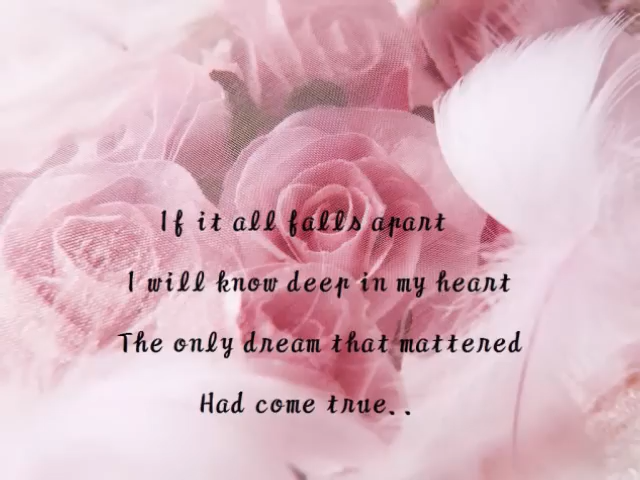 If it all falls apart
I will know deep in my heart
The only dream that mattered
Had come true..